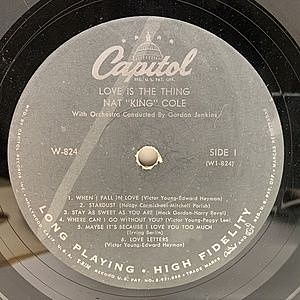 Capitol
REG. U.S. PAT. OFF.
LOVE IS THE THING
NAT "KING" COLE
With Orchestra Conducted By Gordon Jenkins
W-824
SIDE 1
(W1-824)
1. WHEN I FALL IN LOVE (Victor Young-Edward Heyman)
2. STARDUST (Hoagy Carmichael-Mitchell Parish)
3. STAY AS SWEET AS YOU ARE (Mack Gordon-Harry Revel)
4. WHERE CAN I GO WITHOUT YOU? (Victor Young-Peggy Lee)
5. MAYBE IT'S BECAUSE I LOVE YOU TOO MUCH
(Irving Berlin)
6. LOVE LETTERS
(Victor Young-Edward Heyman)
LONG PLAYING • HIGH FIDELITY